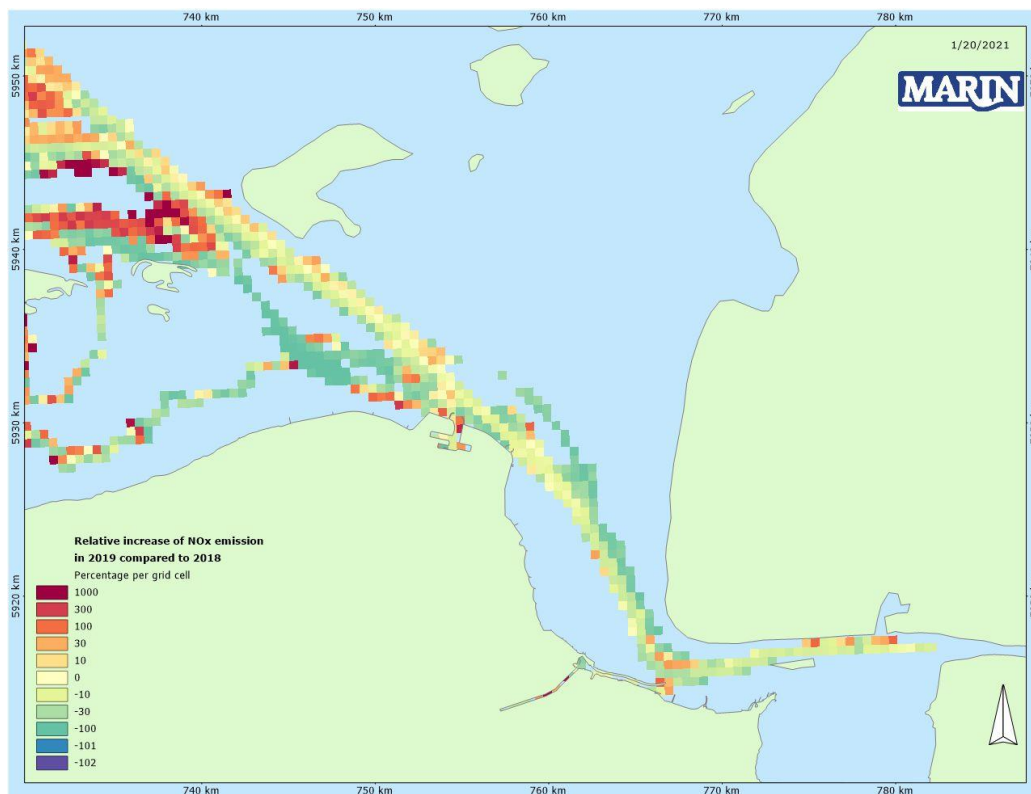 740 km 750 km 760 km 770 km 780 km
1/20/2021
MARIN
5950 km
5940 km
5930 km
5920 km
Relative increase of NOx emission
in 2019 compared to 2018
Percentage per grid cell
1000
300
100
30
10
0
-10
-30
-100
-101
-102
740 km 750 km 760 km 770 km 780 km